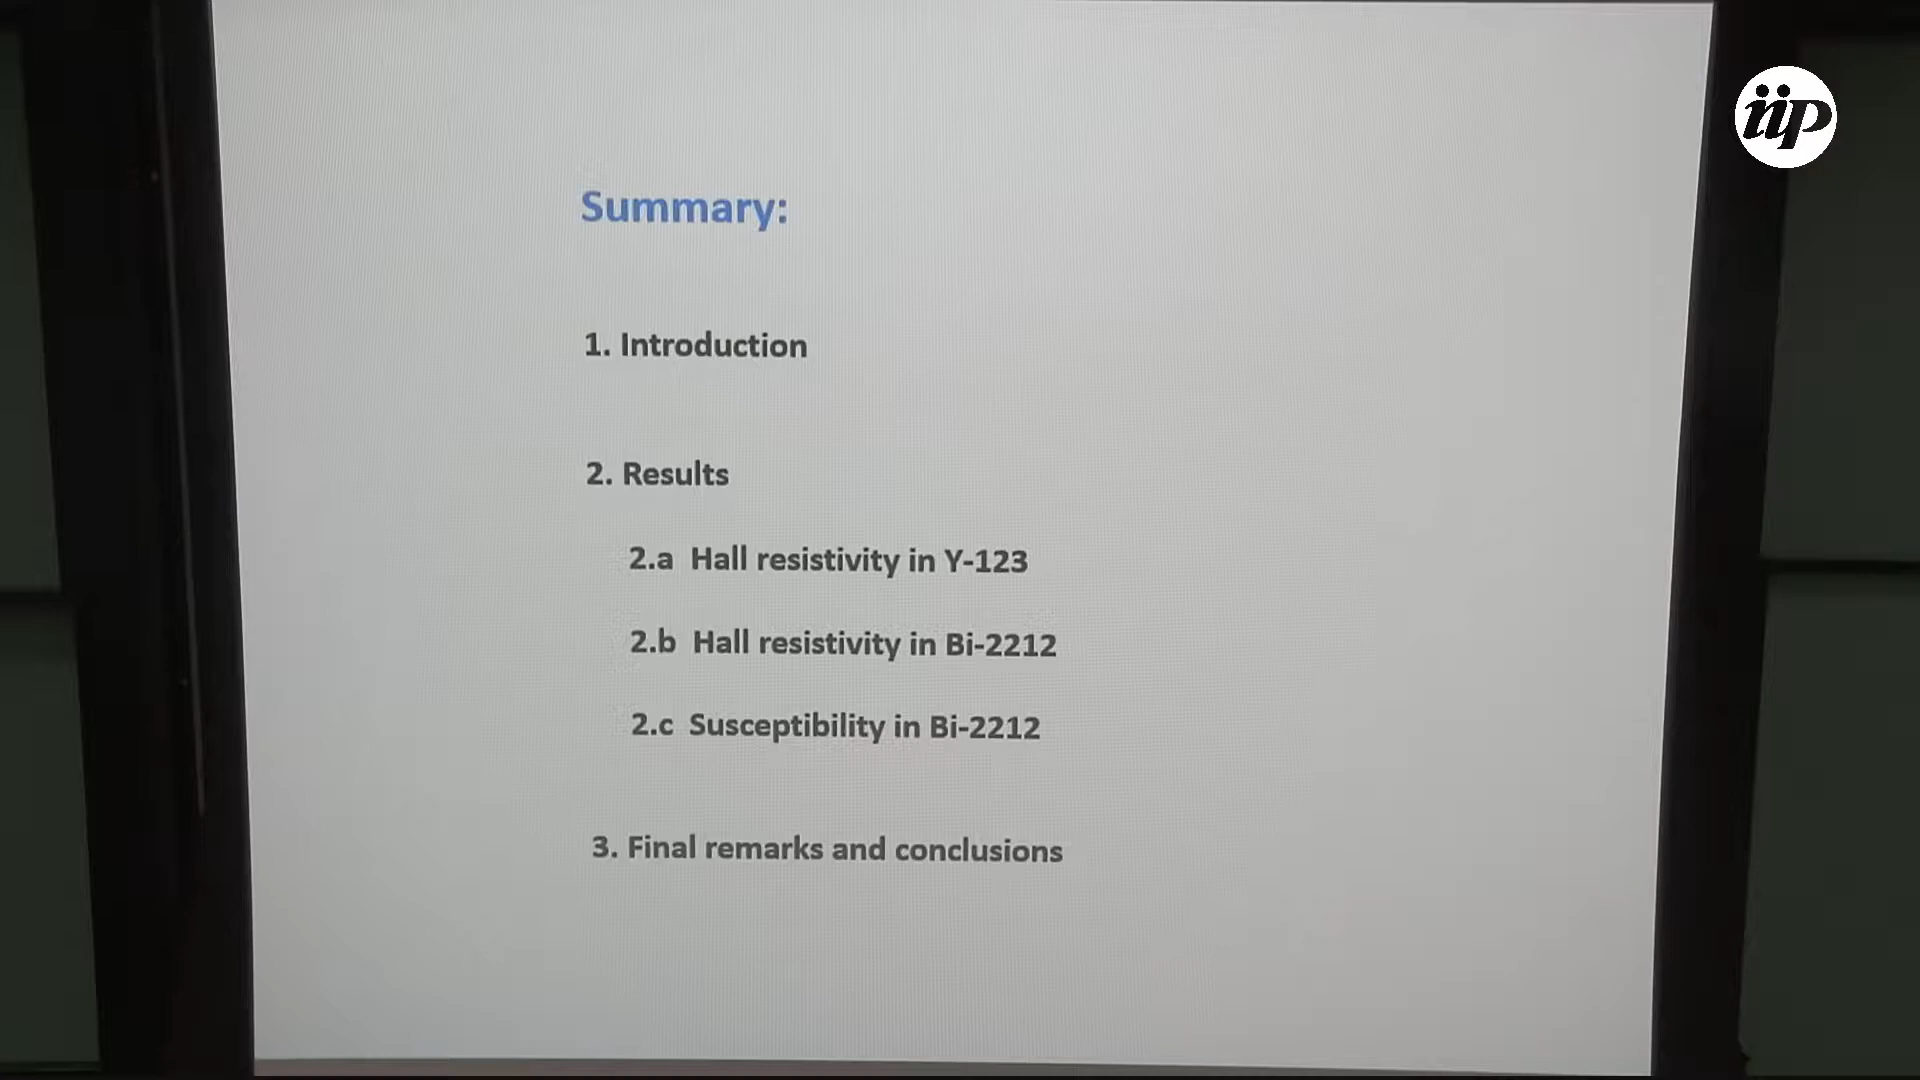 iip
Summary:
1. Introduction
2. Results
2.a Hall resistivity in Y-123
2.b Hall resistivity in Bi-2212
2.c Susceptibility in Bi-2212
3. Final remarks and conclusions